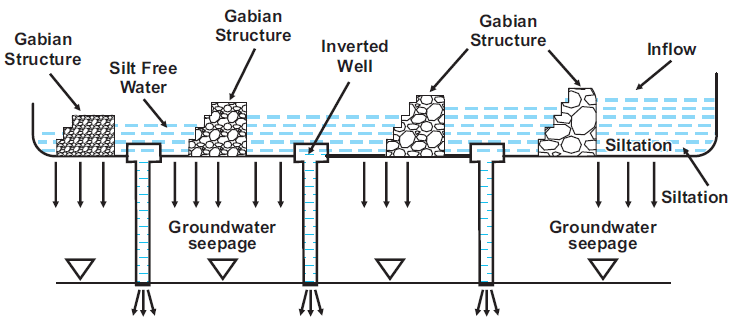 Gabian
Structure
Silt Free
Water
Gabian
Structure
Inverted
Well
Gabian
Structure
Inflow
Siltation
Siltation
Groundwater
seepage
Groundwater
seepage